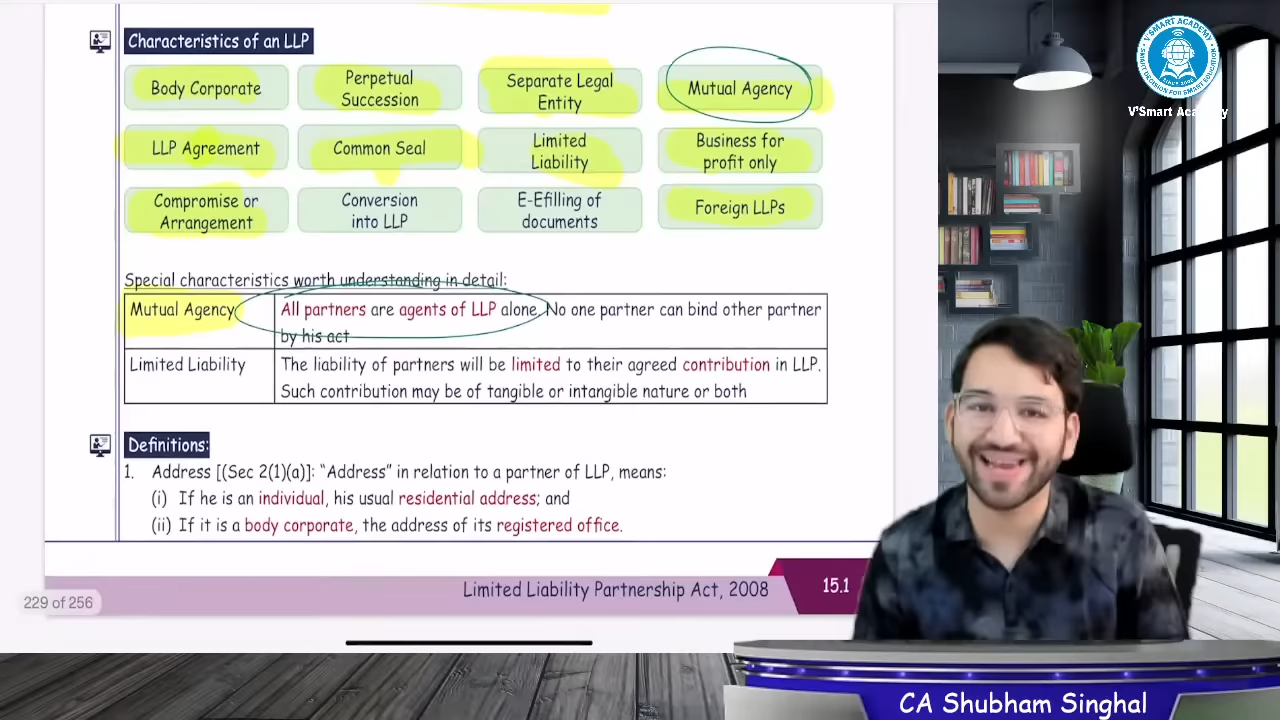 Characteristics of an LLP
Body Corporate
Perpetual
Succession
Separate Legal
Entity
Mutual Agency
LLP Agreement
Common Seal
Limited
Liability
Business for
profit only
Compromise or
Arrangement
Conversion
into LLP
E-Efilling of
documents
Foreign LLPs
Special characteristics worth understanding in detail:
Mutual Agency
All partners are agents of LLP alone. No one partner can bind other partner
by his act
Limited Liability
The liability of partners will be limited to their agreed contribution in LLP.
Such contribution may be of tangible or intangible nature or both
Definitions:
1. Address [(Sec 2(1)(a)]: “Address” in relation to a partner of LLP, means:
(i) If he is an individual, his usual residential address; and
(ii) If it is a body corporate, the address of its registered office.
Limited Liability Partnership Act, 2008
15.1
229 of 256
V'SMART ACADEMY
SMART DECISION FOR SMART EDUCATION
V'Smart Academy
CA Shubham Singhal